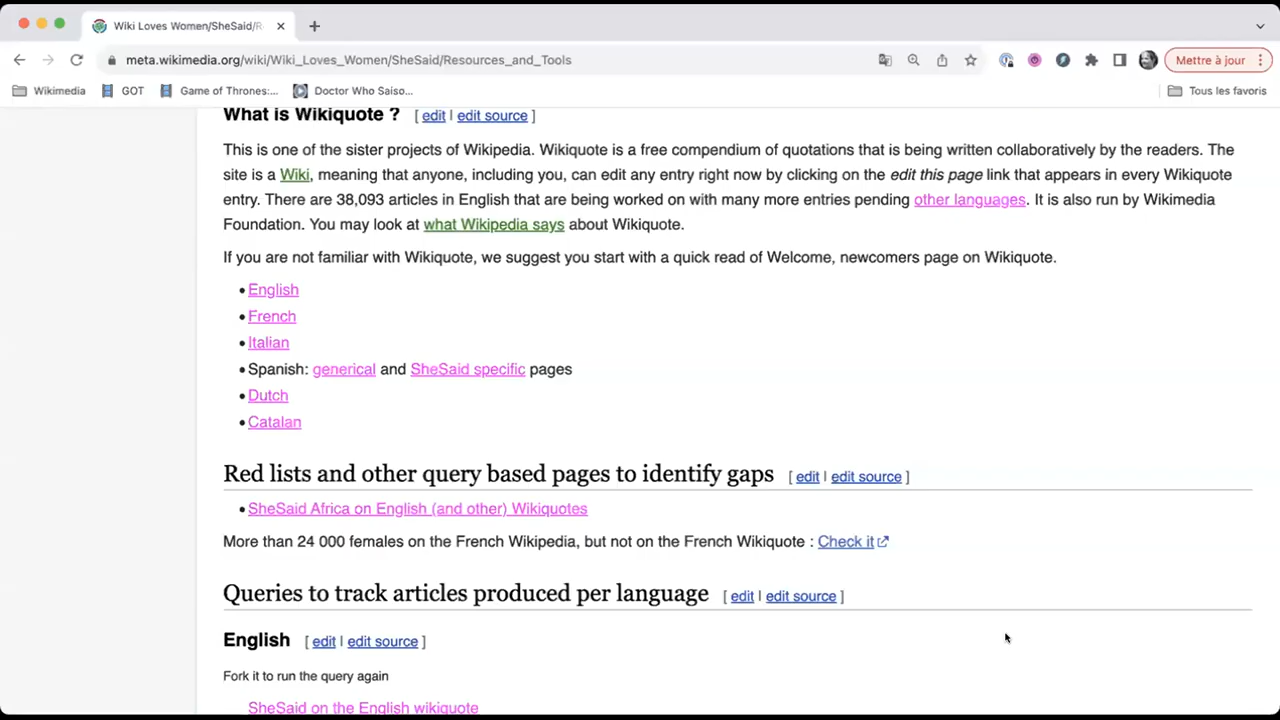 Wiki Loves Women/SheSaid/R
meta.wikimedia.org/wiki/Wiki_Loves_Women/SheSaid/Resources_and_Tools
Mettre à jour
Wikimedia GOT Game of Thrones:... Doctor Who Saiso... Tous les favoris
What is Wikiquote ? [ edit | edit source ]
This is one of the sister projects of Wikipedia. Wikiquote is a free compendium of quotations that is being written collaboratively by the readers. The
site is a Wiki, meaning that anyone, including you, can edit any entry right now by clicking on the edit this page link that appears in every Wikiquote
entry. There are 38,093 articles in English that are being worked on with many more entries pending other languages. It is also run by Wikimedia
Foundation. You may look at what Wikipedia says about Wikiquote.
If you are not familiar with Wikiquote, we suggest you start with a quick read of Welcome, newcomers page on Wikiquote.
• English
• French
• Italian
• Spanish: generical and SheSaid specific pages
• Dutch
• Catalan
Red lists and other query based pages to identify gaps [ edit | edit source ]
• SheSaid Africa on English (and other) Wikiquotes
More than 24 000 females on the French Wikipedia, but not on the French Wikiquote : Check it
Queries to track articles produced per language [ edit | edit source ]
English [ edit | edit source ]
Fork it to run the query again
SheSaid on the English wikiquote